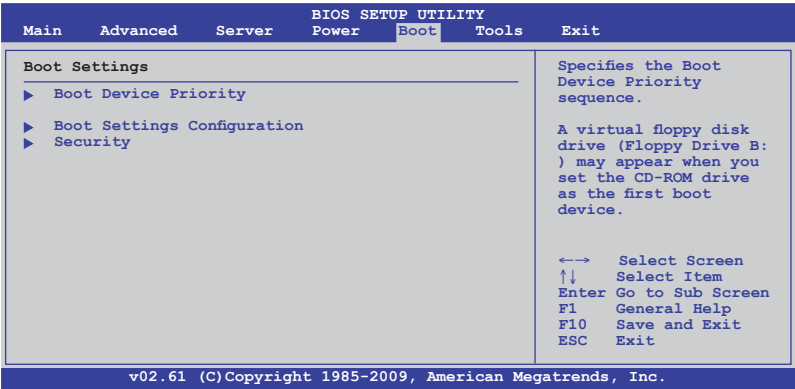 BIOS SETUP UTILITY
Main Advanced Server Power Boot Tools Exit
Boot Settings
Boot Device Priority
Boot Settings Configuration
Security
Specifies the Boot
Device Priority
sequence.
A virtual floppy disk
drive (Floppy Drive B:
) may appear when you
set the CD-ROM drive
as the first boot
device.
←→ Select Screen
↑↓ Select Item
Enter Go to Sub Screen
F1 General Help
F10 Save and Exit
ESC Exit
v02.61 (C)Copyright 1985-2009, American Megatrends, Inc.